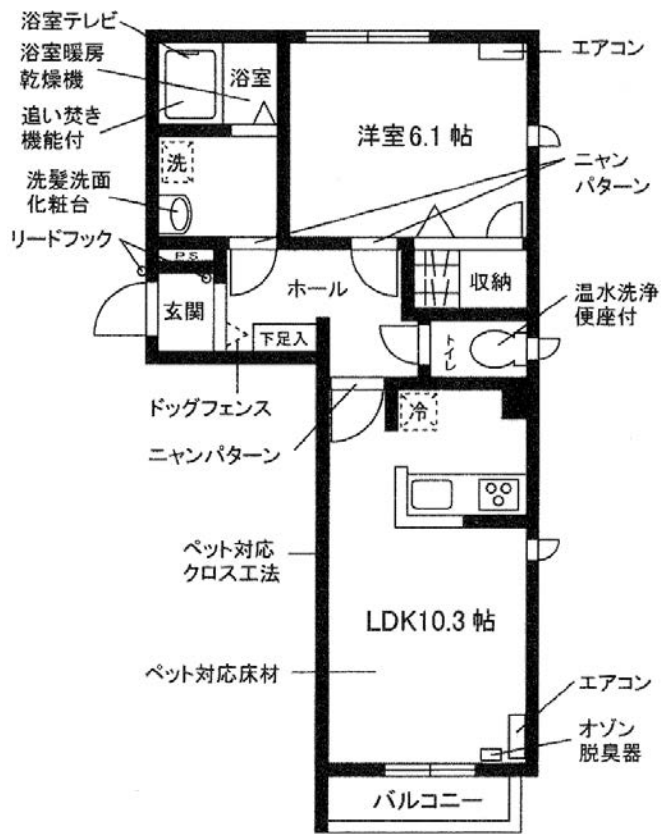 浴室テレビ
浴室暖房
乾燥機
追い焚き
機能付
洗髪洗面
化粧台
リードフック
浴室
洗
洋室6.1 帖
エアコン
ニャン
パターン
PS
玄関
ホール
下足入
収納
トイレ
温水洗浄
便座付
ドッグフェンス
ニャンパターン
冷
ペット対応
クロス工法
LDK10.3 帖
ペット対応床材
エアコン
オゾン
脱臭器
バルコニー